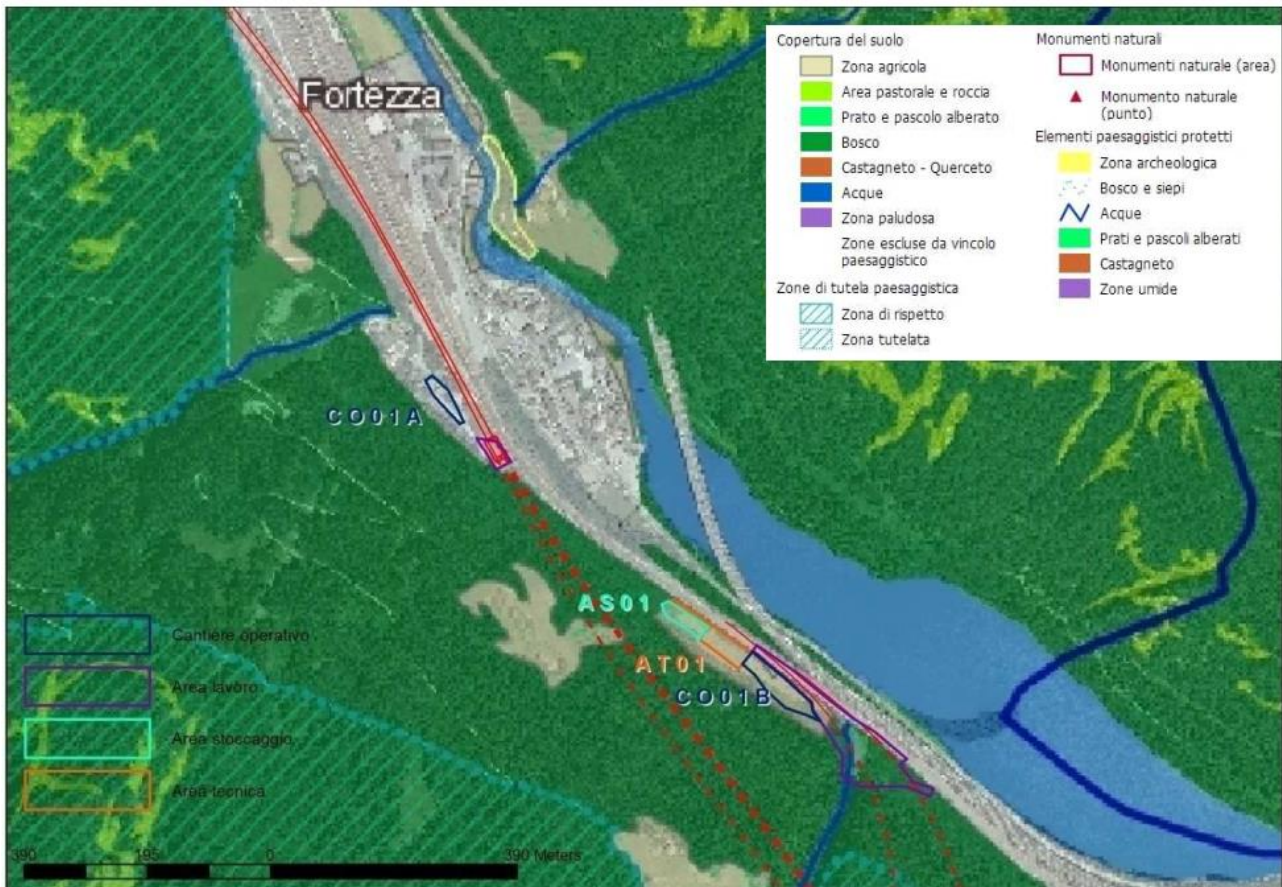 Fortezza
Copertura del suolo
Zona agricola
Area pastorale e roccia
Prato e pascolo alberato
Bosco
Castagneto - Querceto
Acque
Zona paludosa
Zone escluse da vincolo
paesaggistico
Zone di tutela paesaggistica
Zona di rispetto
Zona tutelata
Monumenti naturali
Monumenti naturale (area)
Monumento naturale
(punto)
Elementi paesaggistici protetti
Zona archeologica
Bosco e siepi
Acque
Prati e pascoli alberati
Castagneto
Zone umide
CO01A
AS01
AT01
CO01B
Cantiere operativo
Area lavoro
Area stoccaggio
Area tecnica
390 195 0 390 Meters